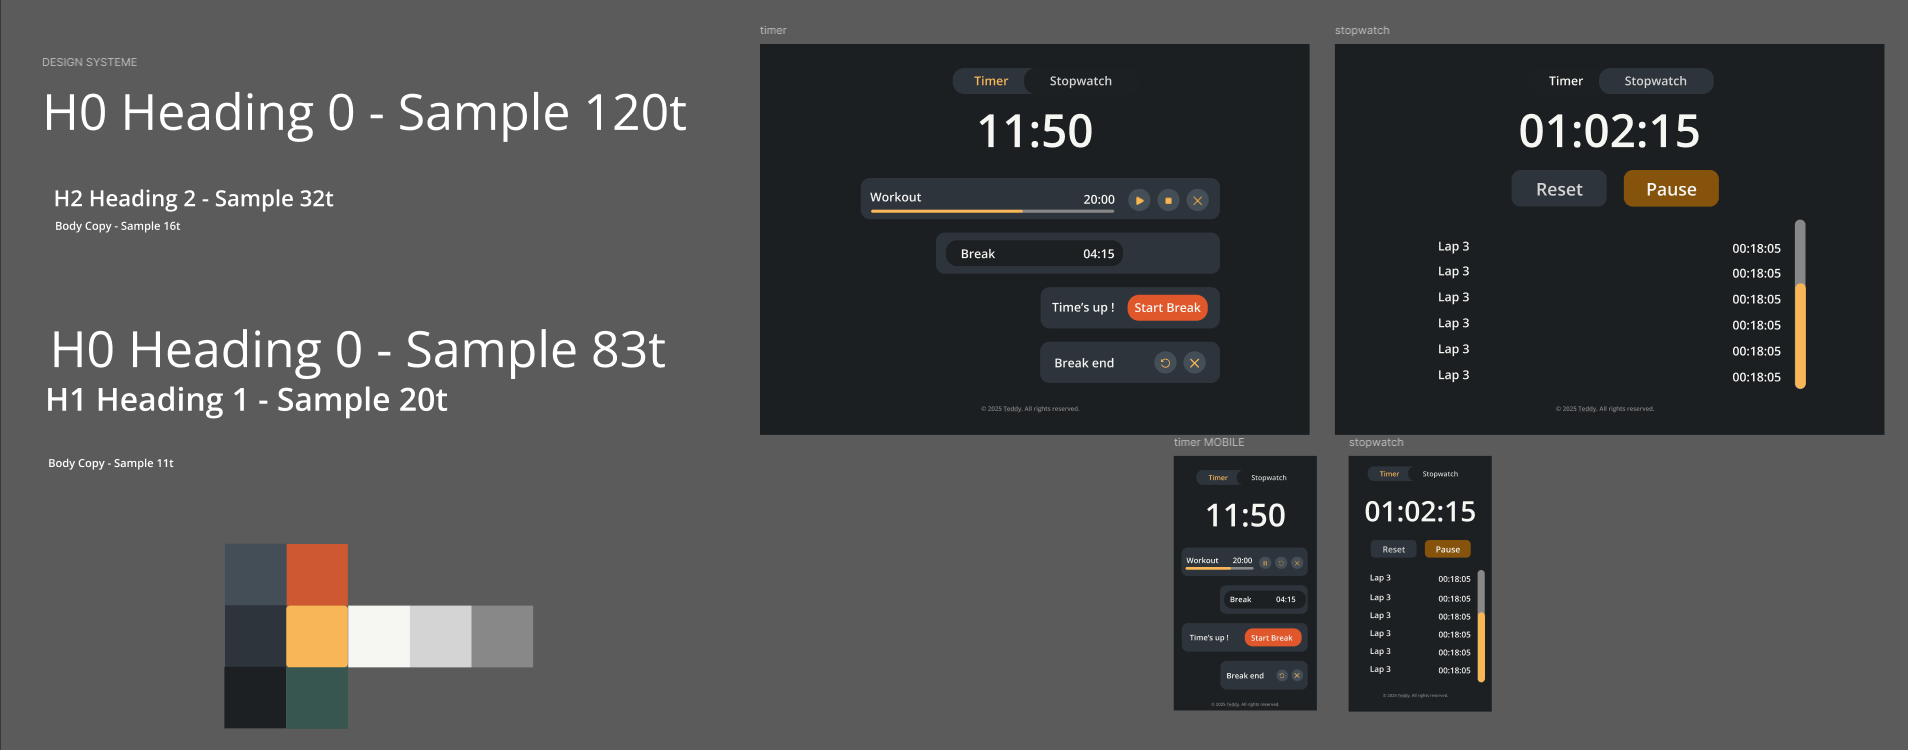 DESIGN SYSTEME
H0 Heading 0 - Sample 120t
H2 Heading 2 - Sample 32t
Body Copy - Sample 16t
H0 Heading 0 - Sample 83t
H1 Heading 1 - Sample 20t
Body Copy - Sample 11t
timer
Timer Stopwatch
11:50
Workout 20:00
Break 04:15
Time's up ! Start Break
Break end
© 2025 Teddy. All rights reserved.
stopwatch
Timer Stopwatch
01:02:15
Reset Pause
Lap 3 00:18:05
Lap 3 00:18:05
Lap 3 00:18:05
Lap 3 00:18:05
Lap 3 00:18:05
Lap 3 00:18:05
© 2025 Teddy. All rights reserved.
timer MOBILE
Timer Stopwatch
11:50
Workout 20:00
Break 04:15
Time's up ! Start Break
Break end
© 2025 Teddy. All rights reserved.
stopwatch
Timer Stopwatch
01:02:15
Reset Pause
Lap 3 00:18:05
Lap 3 00:18:05
Lap 3 00:18:05
Lap 3 00:18:05
Lap 3 00:18:05
Lap 3 00:18:05
© 2025 Teddy. All rights reserved.